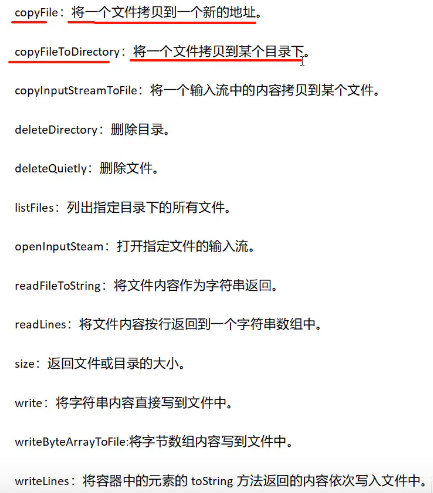 copyFile：将一个文件拷贝到一个新的地址。
copyFileToDirectory：将一个文件拷贝到某个目录下。
copyInputStreamToFile：将一个输入流中的内容拷贝到某个文件。
deleteDirectory：删除目录。
deleteQuietly：删除文件。
listFiles：列出指定目录下的所有文件。
openInputSteam：打开指定文件的输入流。
readFileToString：将文件内容作为字符串返回。
readLines：将文件内容按行返回到一个字符串数组中。
size：返回文件或目录的大小。
write：将字符串内容直接写到文件中。
writeByteArrayToFile:将字节数组内容写到文件中。
writeLines：将容器中的元素的 toString 方法返回的内容依次写入文件中。